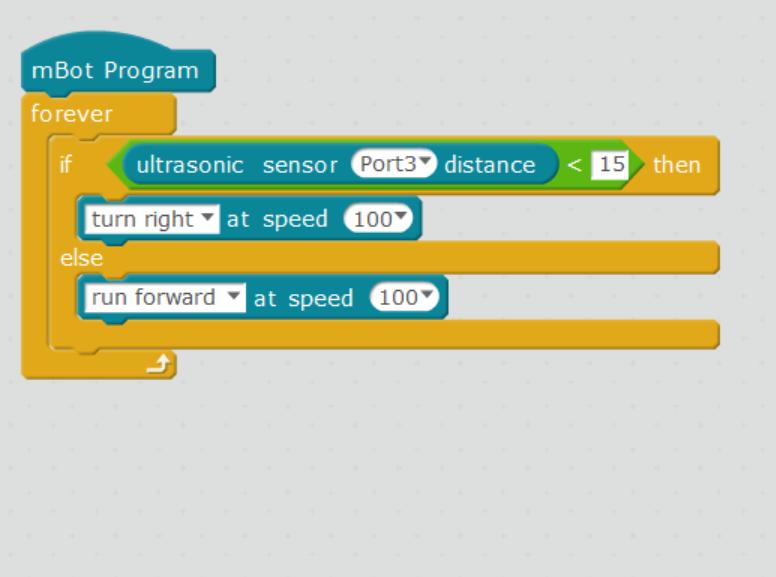 mBot Program
forever
if ultrasonic sensor Port3 distance < 15 then
turn right at speed 100
else
run forward at speed 100